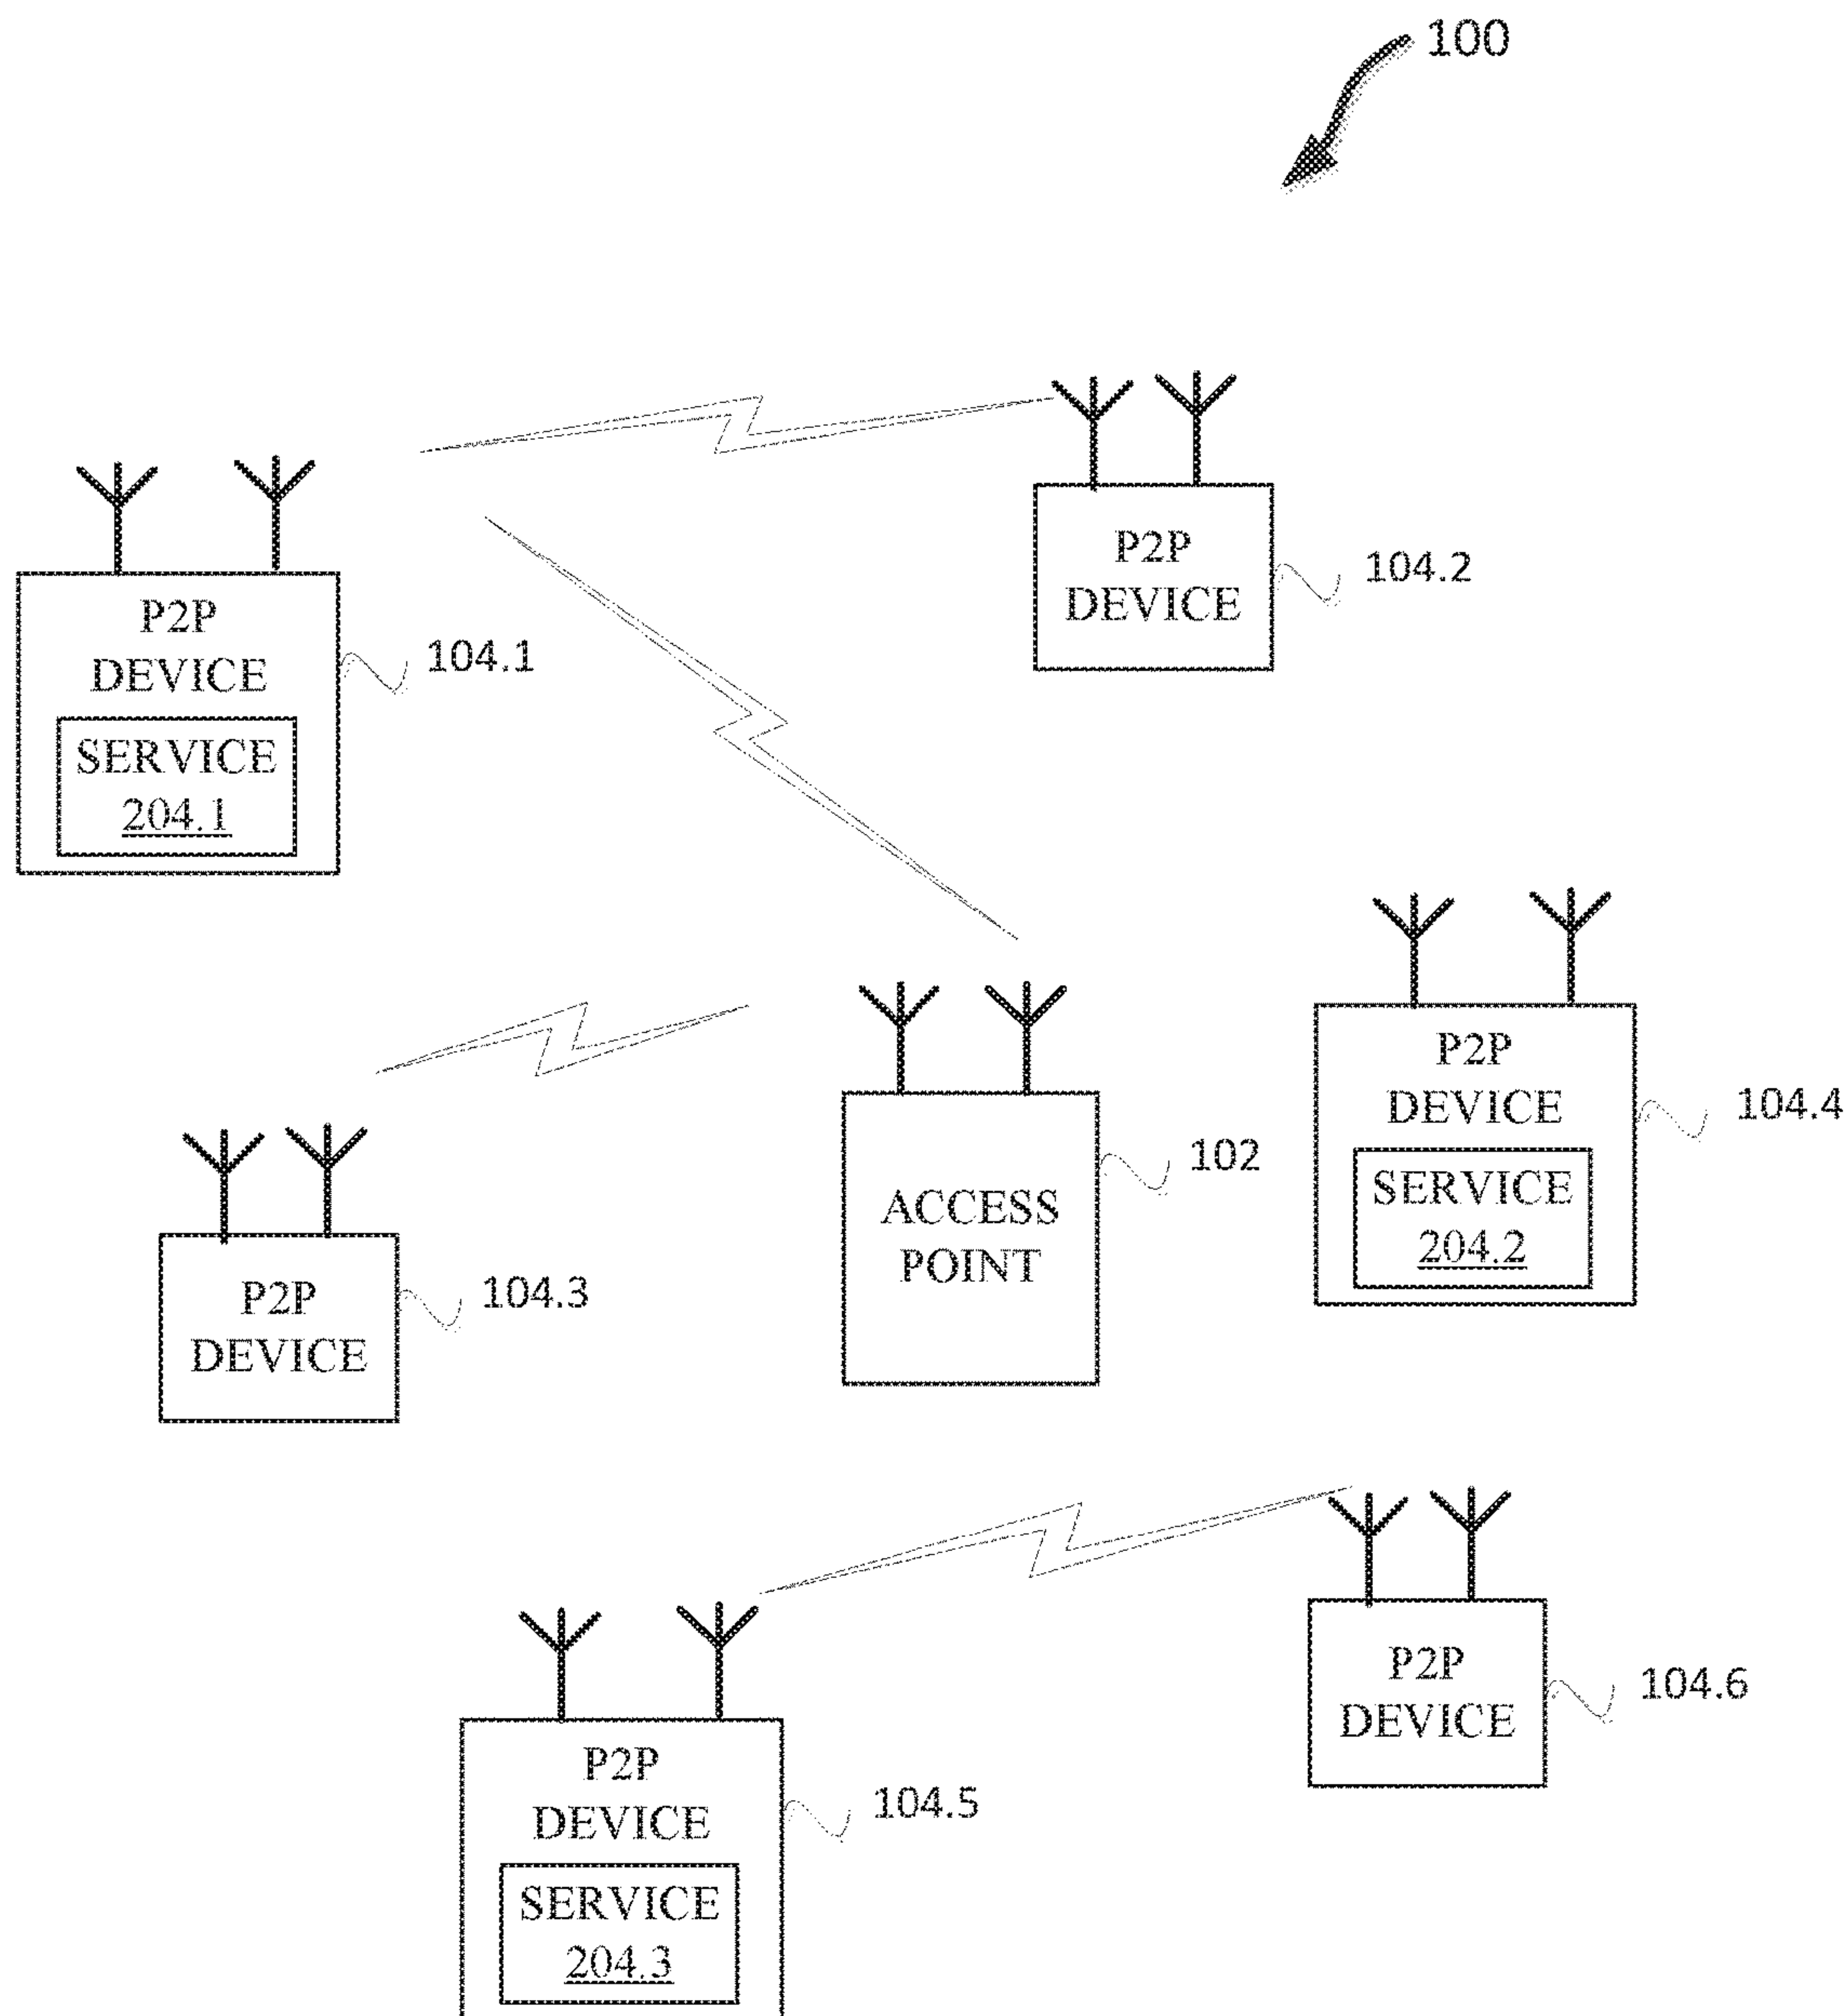 100
P2P
DEVICE
104.2
P2P
DEVICE
104.1
SERVICE
204.1
P2P
DEVICE
104.4
SERVICE
204.2
102
ACCESS
POINT
P2P
DEVICE
104.3
P2P
DEVICE
104.6
P2P
DEVICE
104.5
SERVICE
204.3